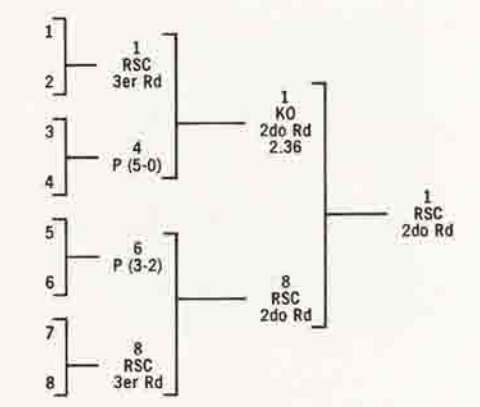 1
2
3
4
5
6
7
8
1
RSC
3er Rd
4
P (5-0)
6
P (3-2)
8
RSC
3er Rd
1
KO
2do Rd
2.36
8
RSC
2do Rd
1
RSC
2do Rd